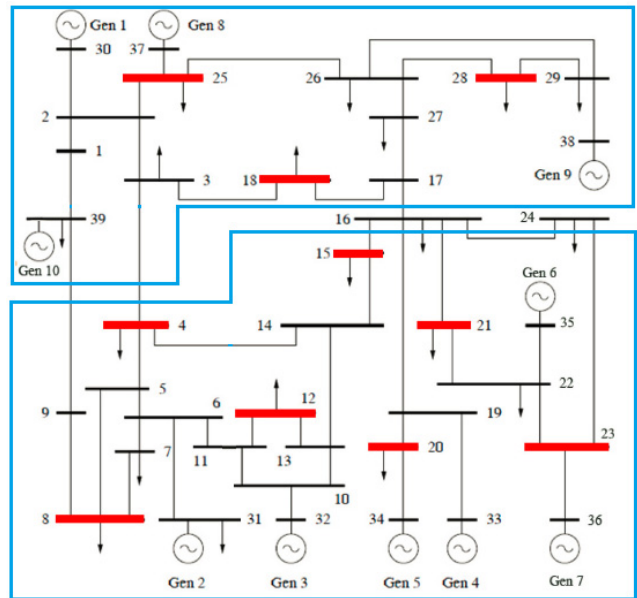 Gen 1 Gen 8
30 37
25 26 28 29
2 27
1 38
3 18 17 Gen 9
39 16 24
Gen 10 15 Gen 6
4 14 21 35
5 22
9 6 12 19 23
7 11 13 20
10
8 31 32 34 33 36
Gen 2 Gen 3 Gen 5 Gen 4 Gen 7